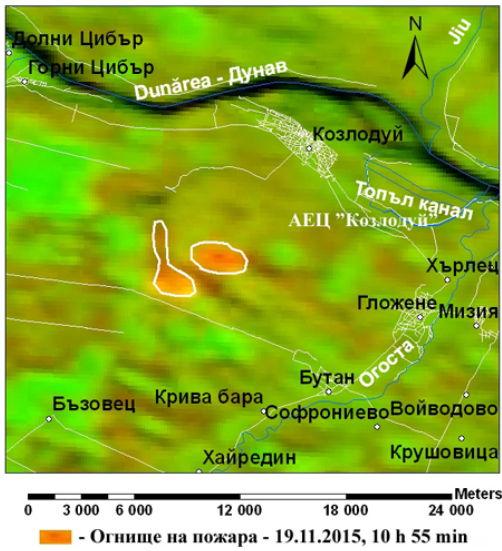 N
Jiu
Долни Цибър
Горни Цибър
Dunărea - Дунав
Козлодуй
Топъл канал
АЕЦ "Козлодуй"
Хърлец
Гложене
Мизия
Огоста
Бутан
Крива бара
Софрониево
Войводово
Бъзовец
Крушовица
Хайредин
Meters
0 3 000 6 000 12 000 18 000 24 000
- Огнище на пожара - 19.11.2015, 10 h 55 min